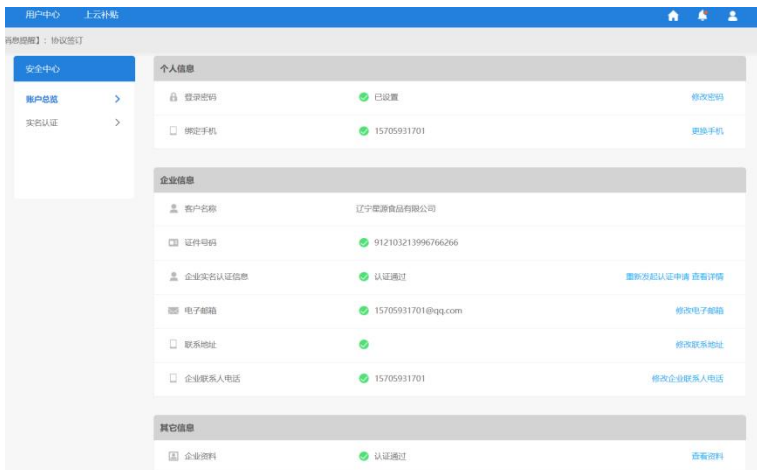 用户中心 上云补贴
消息提醒】：协议签订
安全中心
账户总览
实名认证
个人信息
登录密码 已设置 修改密码
绑定手机 15705931701 更换手机
企业信息
客户名称 辽宁星源食品有限公司
证件号码 912103213996766266
企业实名认证信息 认证通过 重新发起认证申请 查看详情
电子邮箱 15705931701@qq.com 修改电子邮箱
联系地址 修改联系地址
企业联系人电话 15705931701 修改企业联系人电话
其它信息
企业资料 认证通过 查看资料